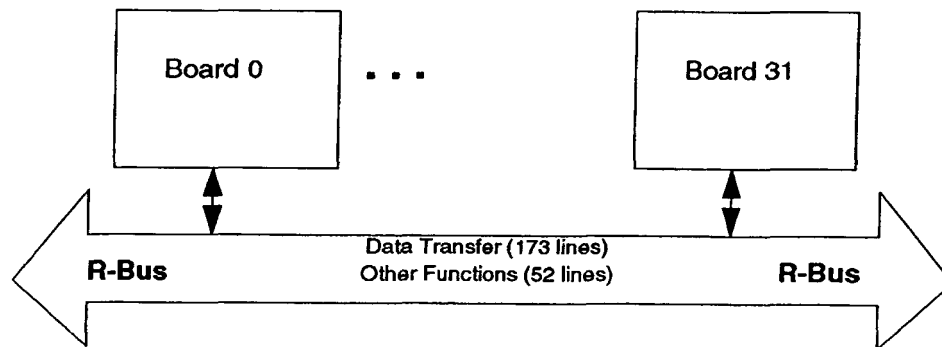 Board 0
. . .
Board 31
Data Transfer (173 lines)
Other Functions (52 lines)
R-Bus
R-Bus